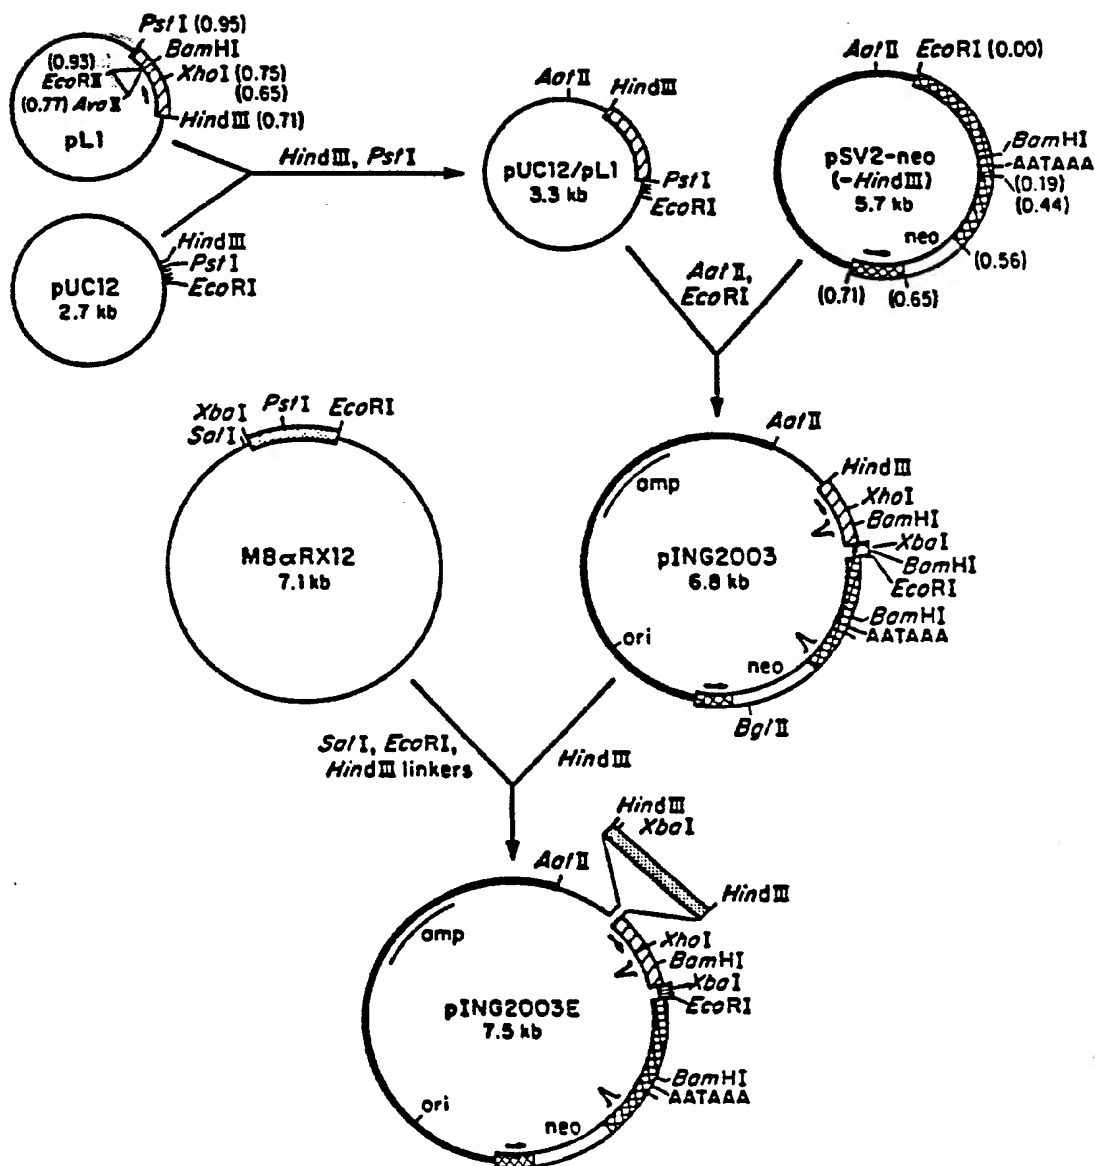 PstI (0.95)
BamHI
(0.93)
EcoRII
XhoI (0.75)
(0.65)
(0.77) AvaII
HindIII (0.71)
pL1
HindIII, PstI
HindIII
PstI
EcoRI
pUC12
2.7 kb
AatII
HindIII
pUC12/pL1
3.3 kb
PstI
EcoRI
AatII
EcoRI (0.00)
pSV2-neo
(-HindIII)
5.7 kb
BamHI
AATAAA
(0.19)
(0.44)
neo
(0.56)
(0.71)
(0.65)
AatII,
EcoRI
XbaI
SalI
PstI
EcoRI
M8αRX12
7.1 kb
AatII
amp
HindIII
XhoI
BamHI
XbaI
BamHI
EcoRI
pING2003
6.8 kb
BamHI
AATAAA
ori
neo
BglII
SalI, EcoRI,
HindIII linkers
HindIII
HindIII
XbaI
HindIII
AatII
amp
XhoI
BamHI
XbaI
EcoRI
pING2003E
7.5 kb
BamHI
AATAAA
ori
neo